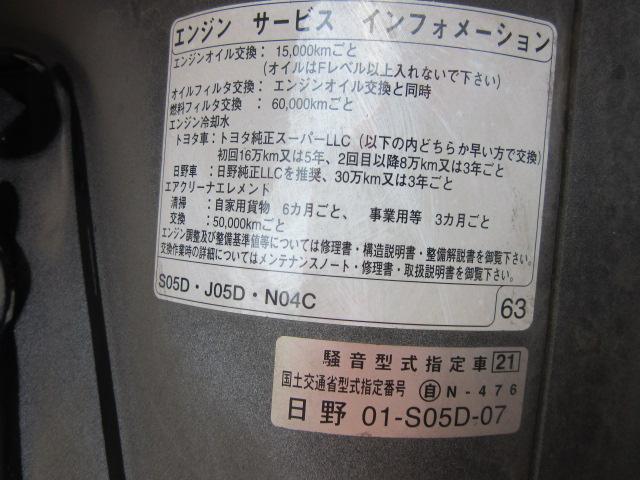 エンジン サービス インフォメーション
エンジンオイル交換： 15,000kmごと
(オイルはFレベル以上入れないで下さい)
オイルフィルタ交換： エンジンオイル交換と同時
燃料フィルタ交換： 60,000kmごと
エンジン冷却水
トヨタ車：トヨタ純正スーパーLLC（以下の内どちらか早い方で交換）
初回16万km又は5年、2回目以降8万km又は3年ごと
日野車：日野純正LLCを推奨、30万km又は3年ごと
エアクリーナエレメント
清掃：自家用貨物 6カ月ごと、 事業用等 3カ月ごと
交換：50,000kmごと
エンジン調整及び整備基準値等については修理書・構造説明書・整備解説書を御覧下さい。
交換作業時の詳細についてはメンテナンスノート・修理書・取扱説明書を御覧下さい。
S05D・J05D・N04C 63
騒音型式指定車 21
国土交通省型式指定番号 自 N-476
日野 01-S05D-07